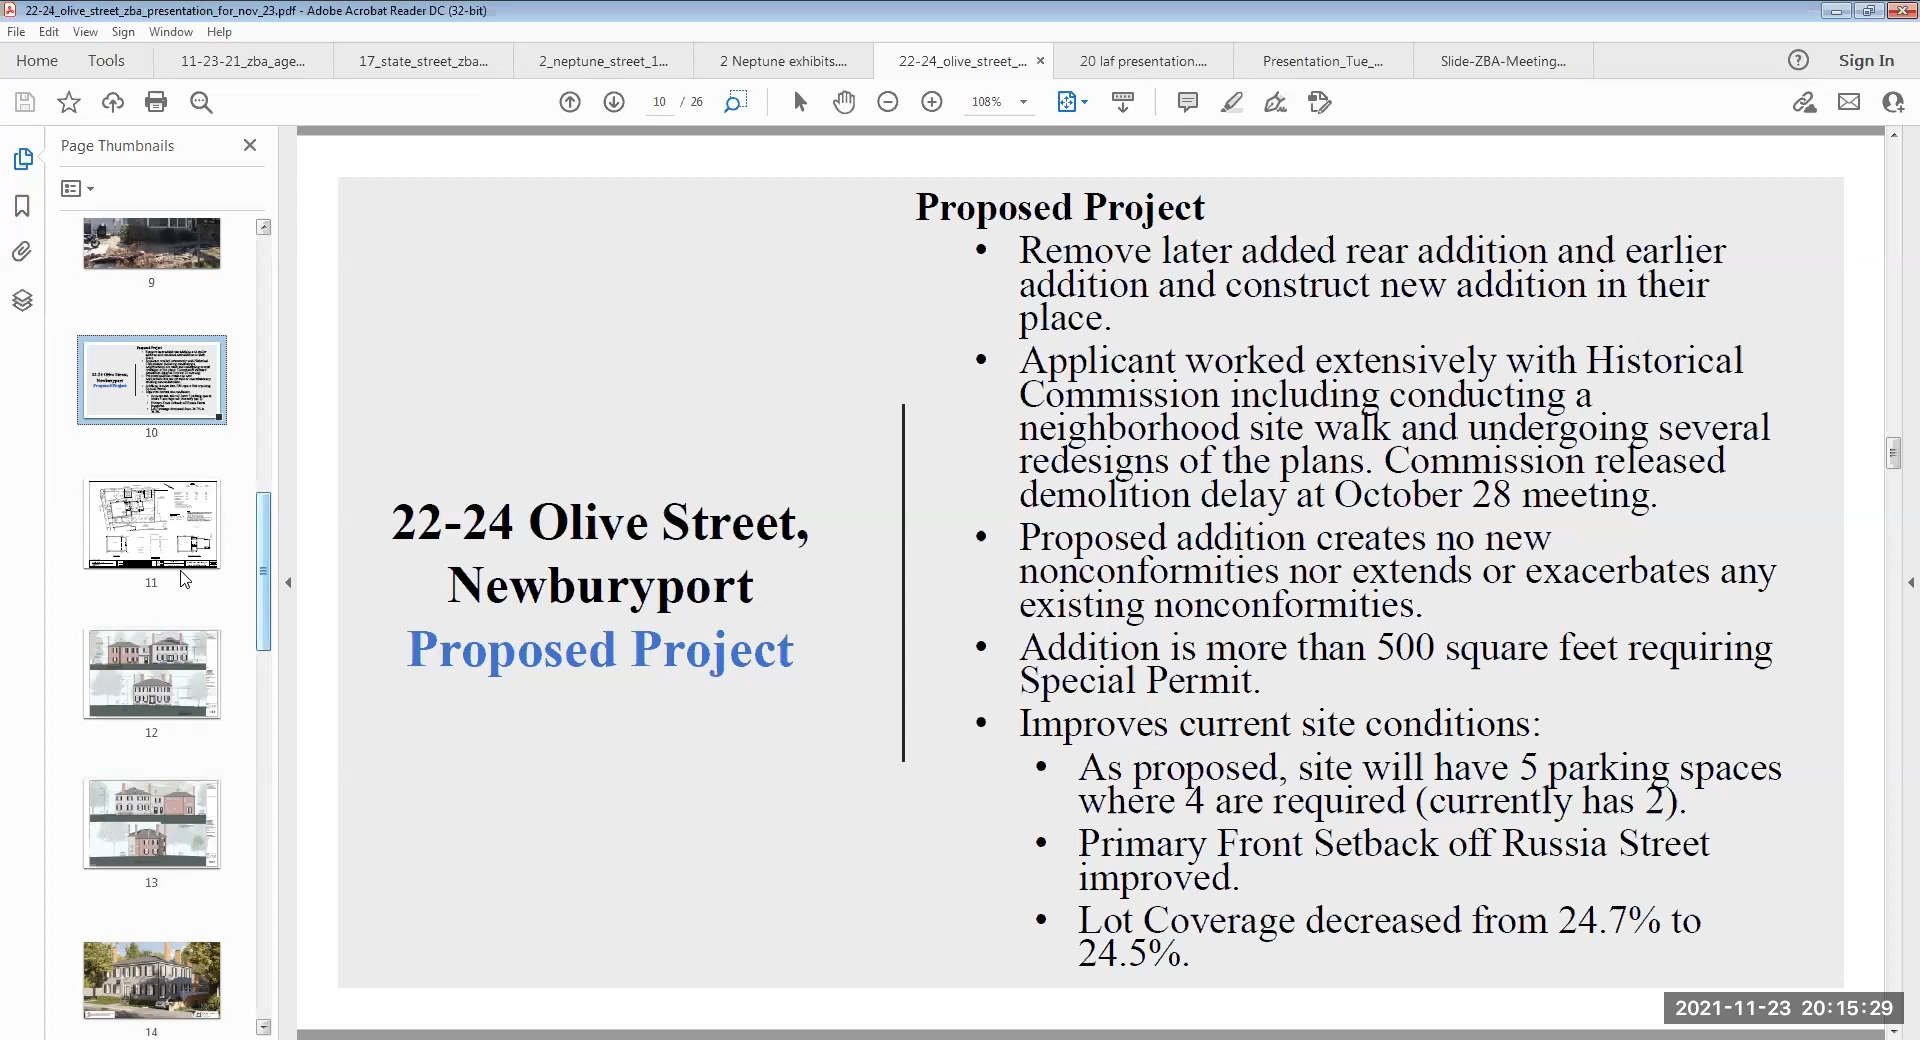 22-24_olive_street_zba_presentation_for_nov_23.pdf - Adobe Acrobat Reader DC (32-bit)
File Edit View Sign Window Help
Home Tools 11-23-21_zba_age... 17_state_street_zba... 2_neptune_street_1... 2 Neptune exhibits.... 22-24_olive_street_... 20 laf presentation.... Presentation_Tue_... Slide-ZBA-Meeting... Sign In
10 / 26 108%
Page Thumbnails
9
10
11
12
13
14
22-24 Olive Street,
Newburyport
Proposed Project
Proposed Project
• Remove later added rear addition and earlier
addition and construct new addition in their
place.
• Applicant worked extensively with Historical
Commission including conducting a
neighborhood site walk and undergoing several
redesigns of the plans. Commission released
demolition delay at October 28 meeting.
• Proposed addition creates no new
nonconformities nor extends or exacerbates any
existing nonconformities.
• Addition is more than 500 square feet requiring
Special Permit.
• Improves current site conditions:
• As proposed, site will have 5 parking spaces
where 4 are required (currently has 2).
• Primary Front Setback off Russia Street
improved.
• Lot Coverage decreased from 24.7% to
24.5%.
2021-11-23 20:15:29